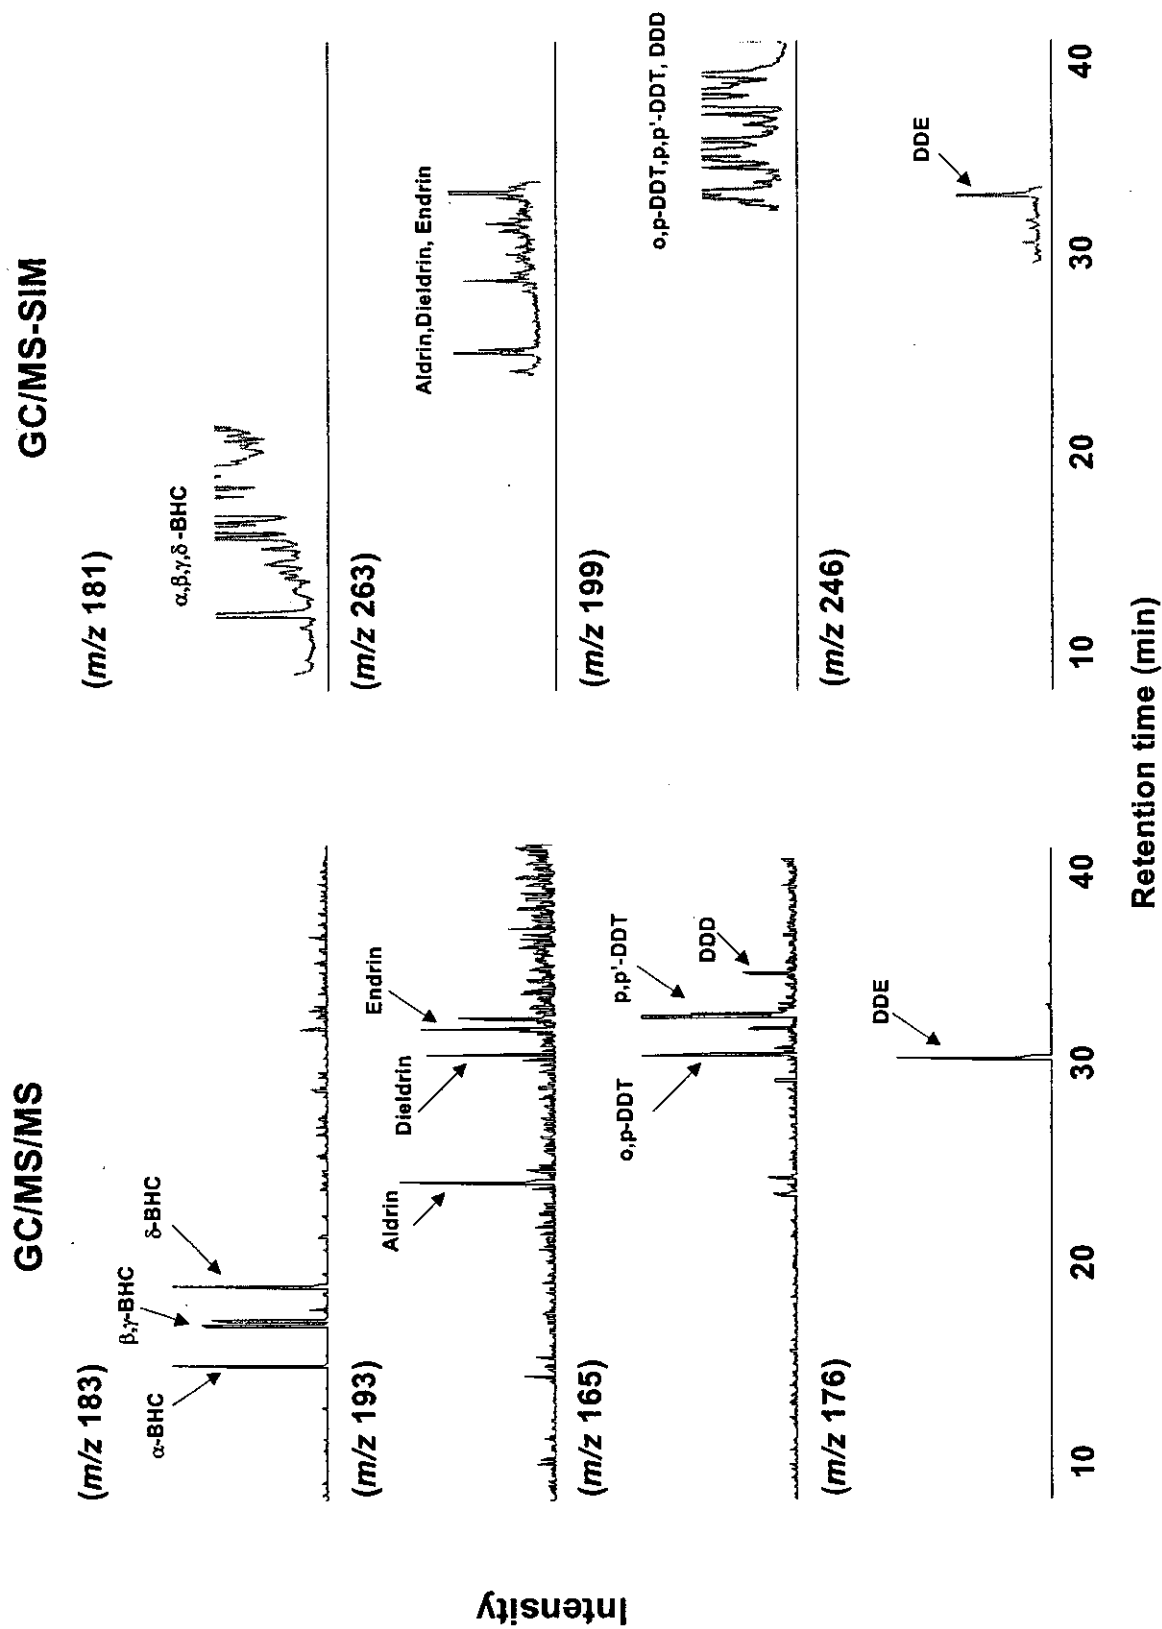 GC/MS/MS
(m/z 183)
α-BHC
β,γ-BHC
δ-BHC
(m/z 193)
Aldrin
Dieldrin
Endrin
(m/z 165)
o,p-DDT
p,p'-DDT
DDD
(m/z 176)
DDE
10 20 30 40
GC/MS-SIM
(m/z 181)
α,β,γ,δ-BHC
(m/z 263)
Aldrin,Dieldrin, Endrin
(m/z 199)
o,p-DDT,p,p'-DDT, DDD
(m/z 246)
DDE
10 20 30 40
Retention time (min)
Intensity